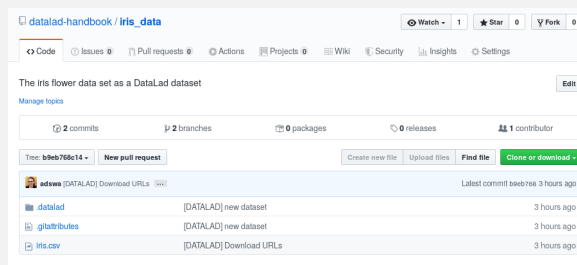 datalad-handbook / iris_data
Watch 1 Star 0 Fork 0
Code Issues 0 Pull requests 0 Actions Projects 0 Wiki Security Insights Settings
The iris flower data set as a DataLad dataset
Edit
Manage topics
2 commits 2 branches 0 packages 0 releases 1 contributor
Tree: b9eb768c14 New pull request Create new file Upload files Find file Clone or download
adswa [DATALAD] Download URLs Latest commit b9eb768 3 hours ago
.datalad [DATALAD] new dataset 3 hours ago
.gitattributes [DATALAD] new dataset 3 hours ago
iris.csv [DATALAD] Download URLs 3 hours ago